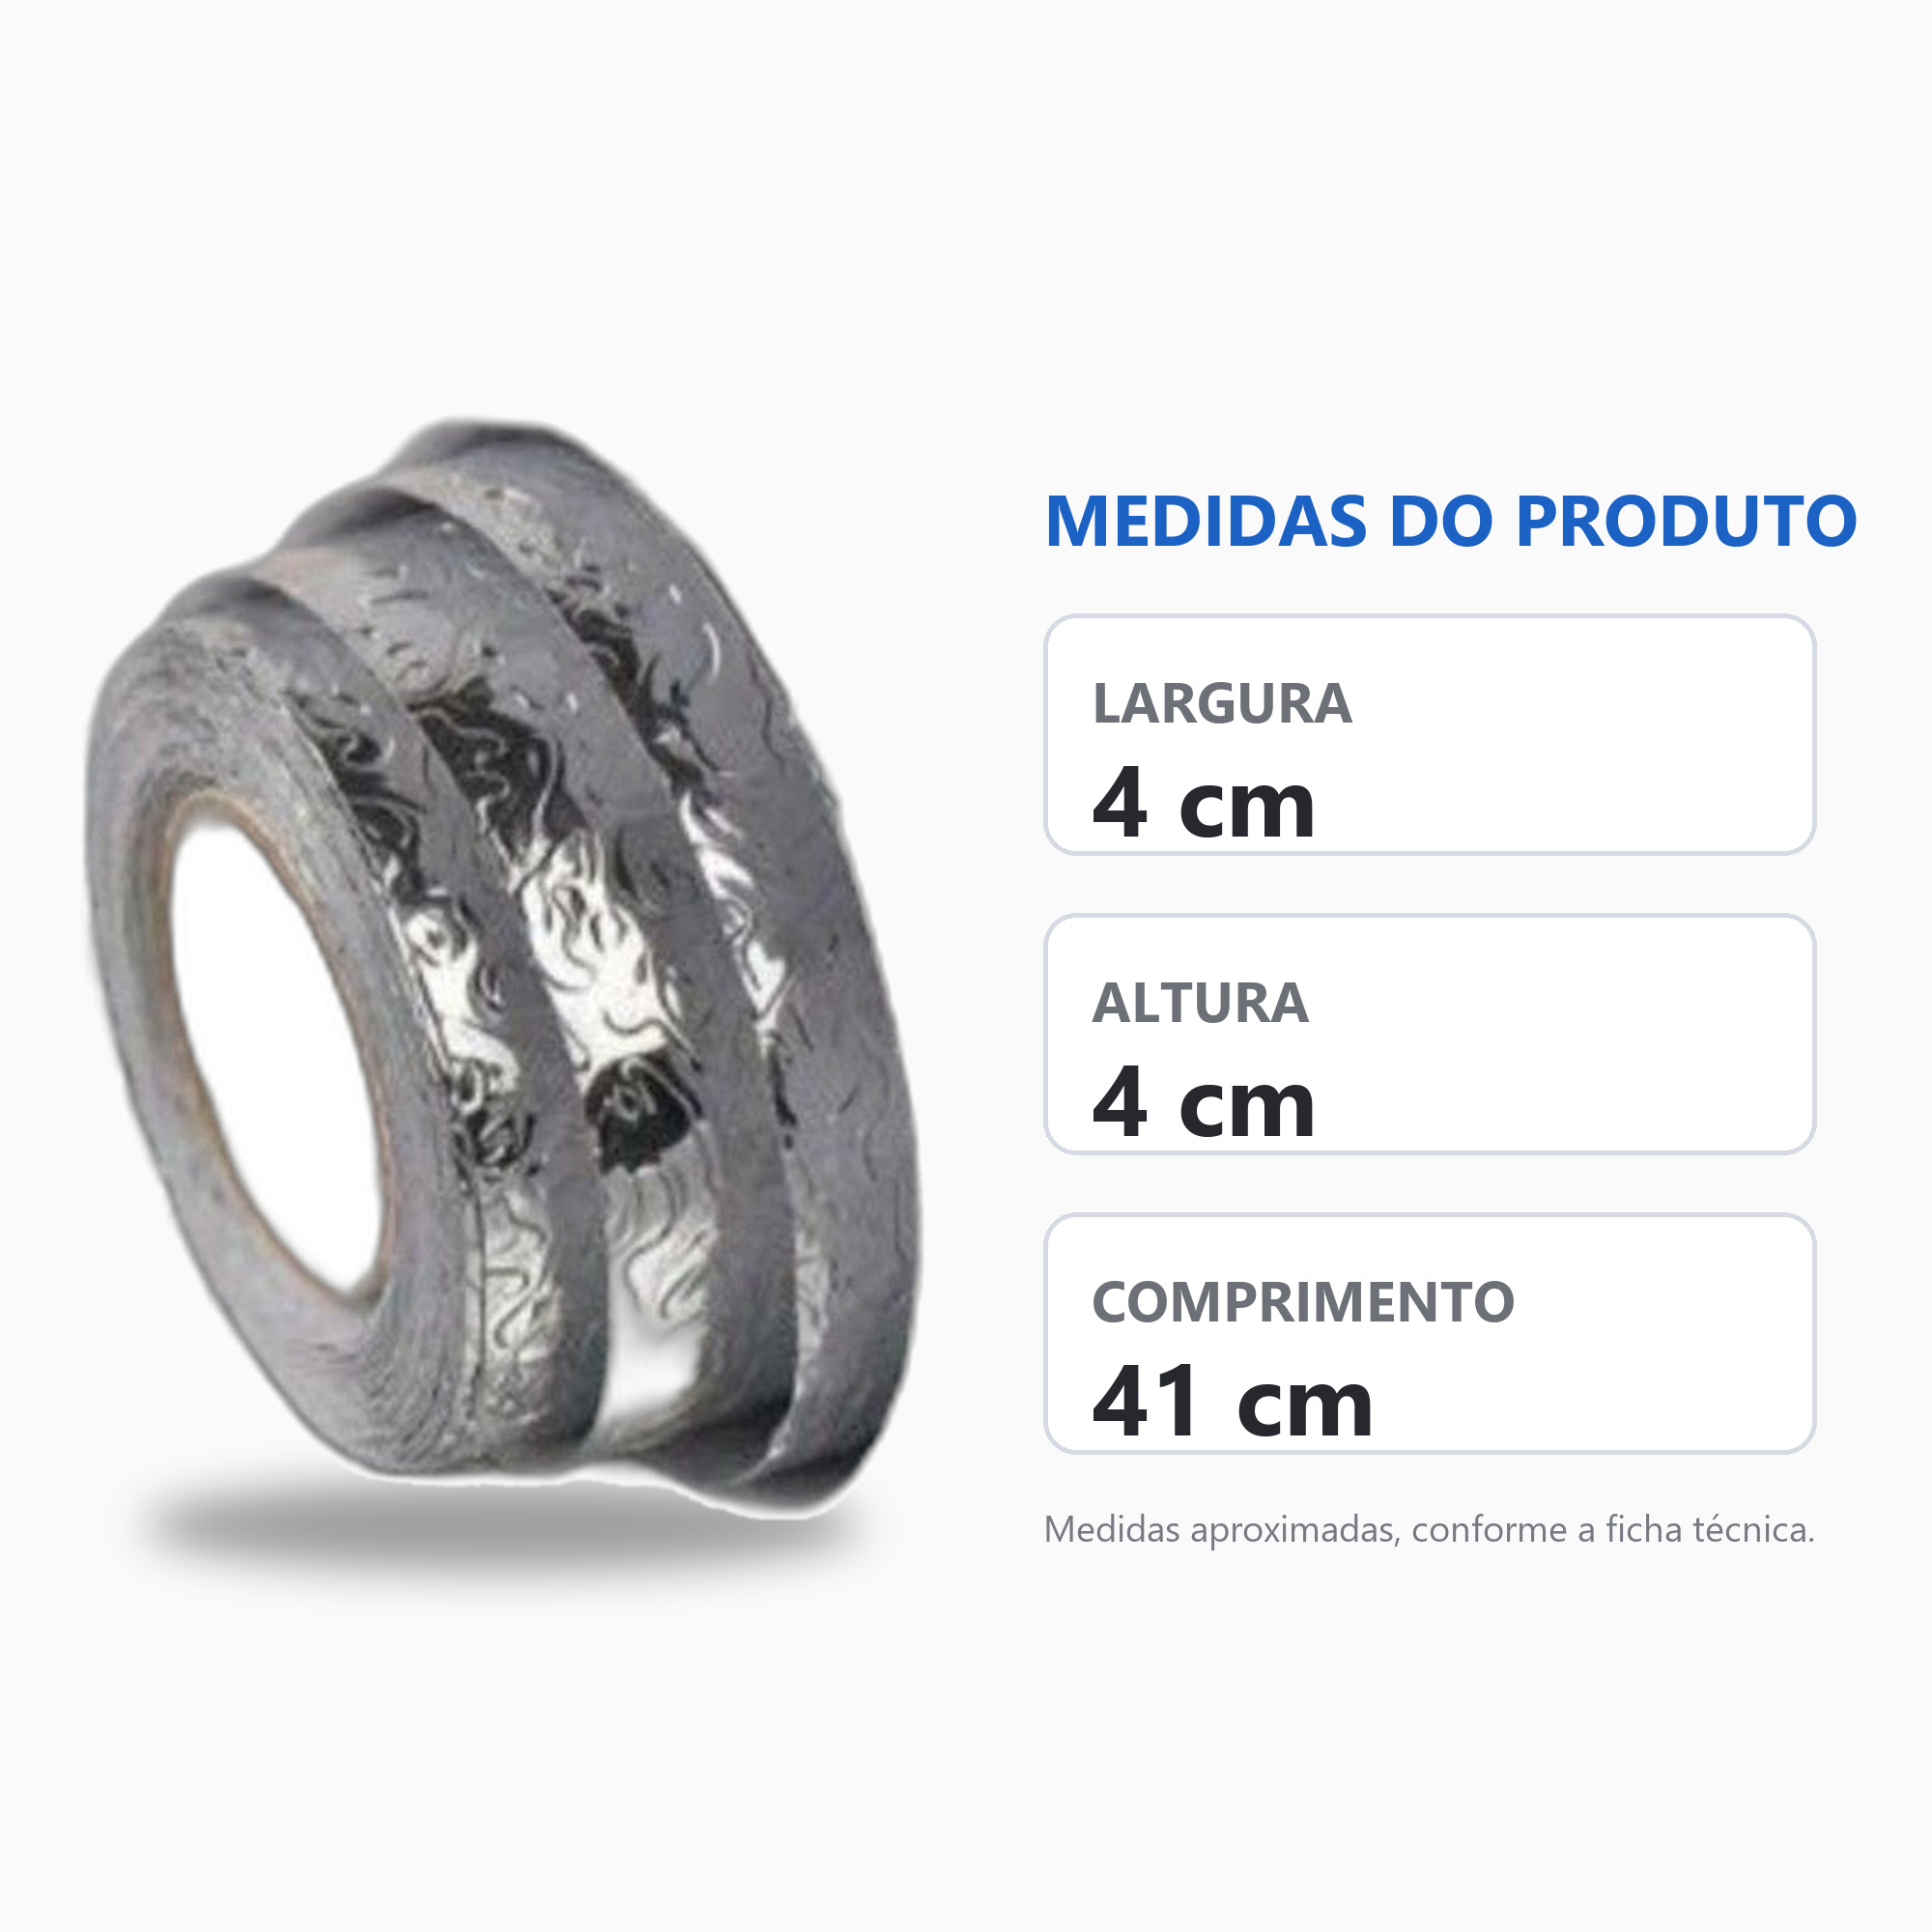 MEDIDAS DO PRODUTO
LARGURA
4 cm
ALTURA
4 cm
COMPRIMENTO
41 cm
Medidas aproximadas, conforme a ficha técnica.